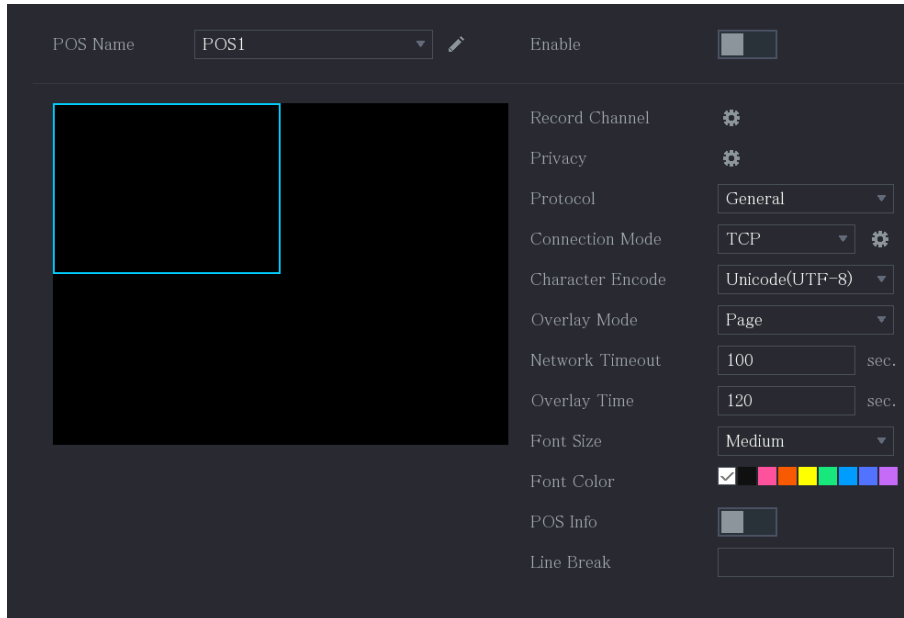 POS Name POS1 Enable
Record Channel
Privacy
Protocol General
Connection Mode TCP
Character Encode Unicode(UTF-8)
Overlay Mode Page
Network Timeout 100 sec.
Overlay Time 120 sec.
Font Size Medium
Font Color
POS Info
Line Break